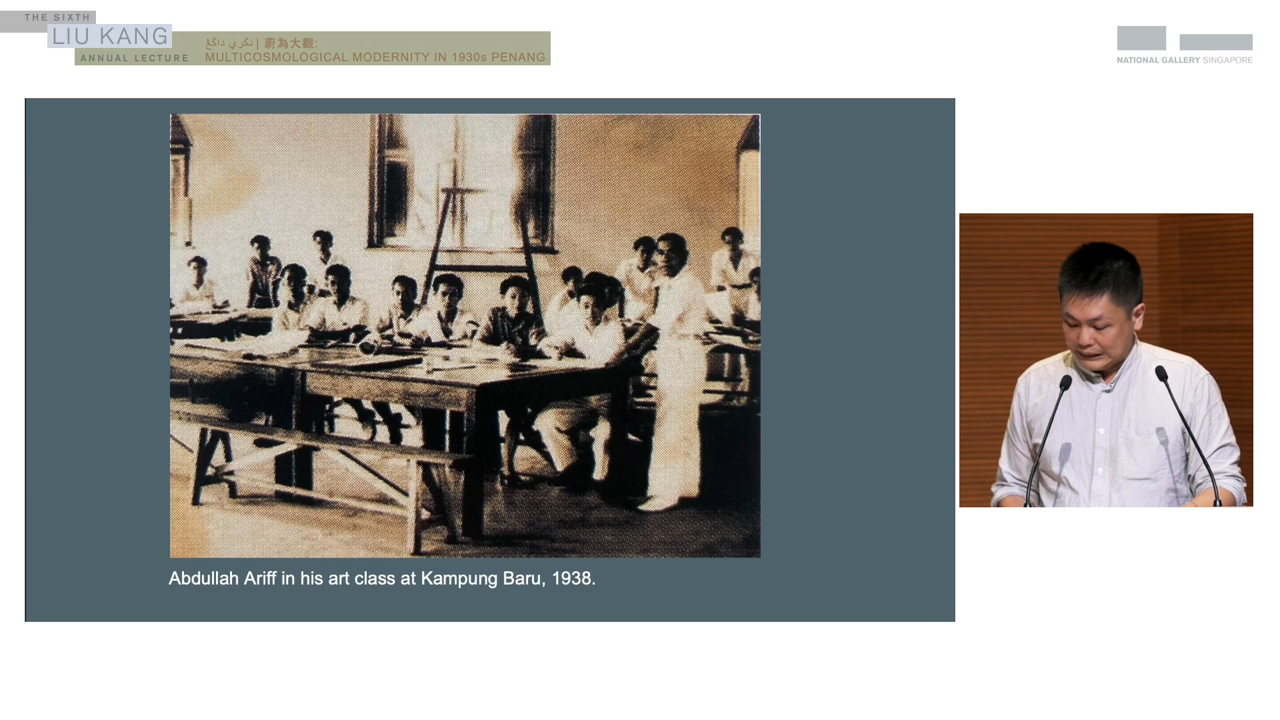 THE SIXTH
LIU KANG
ANNUAL LECTURE
蔚為大觀:
MULTICOSMOLOGICAL MODERNITY IN 1930s PENANG
NATIONAL GALLERY SINGAPORE
Abdullah Ariff in his art class at Kampung Baru, 1938.